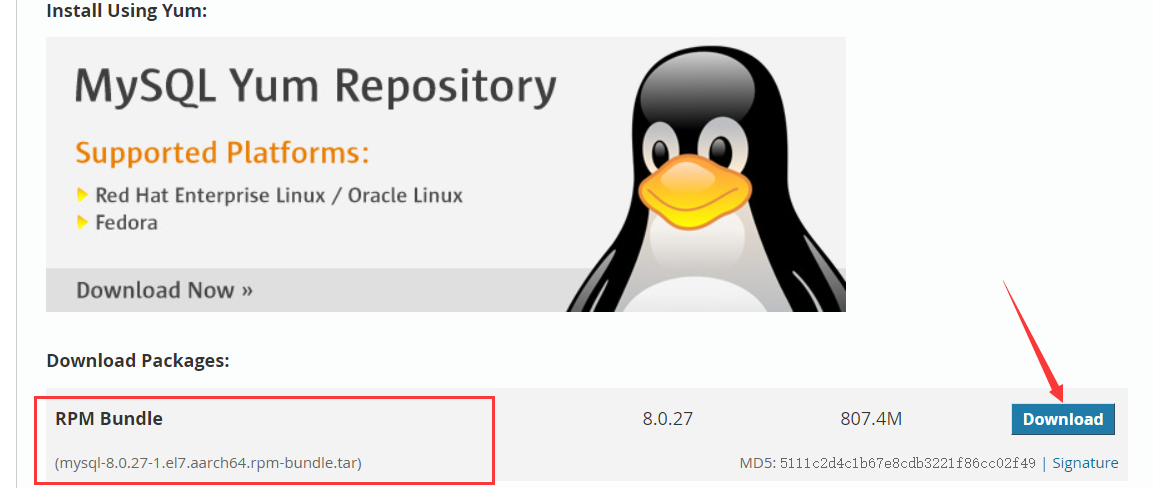 Install Using Yum:
MySQL Yum Repository
Supported Platforms:
Red Hat Enterprise Linux / Oracle Linux
Fedora
Download Now »
Download Packages:
RPM Bundle 8.0.27 807.4M Download
(mysql-8.0.27-1.el7.aarch64.rpm-bundle.tar) MD5: 5111c2d4c1b67e8cdb3221f86cc02f49 | Signature